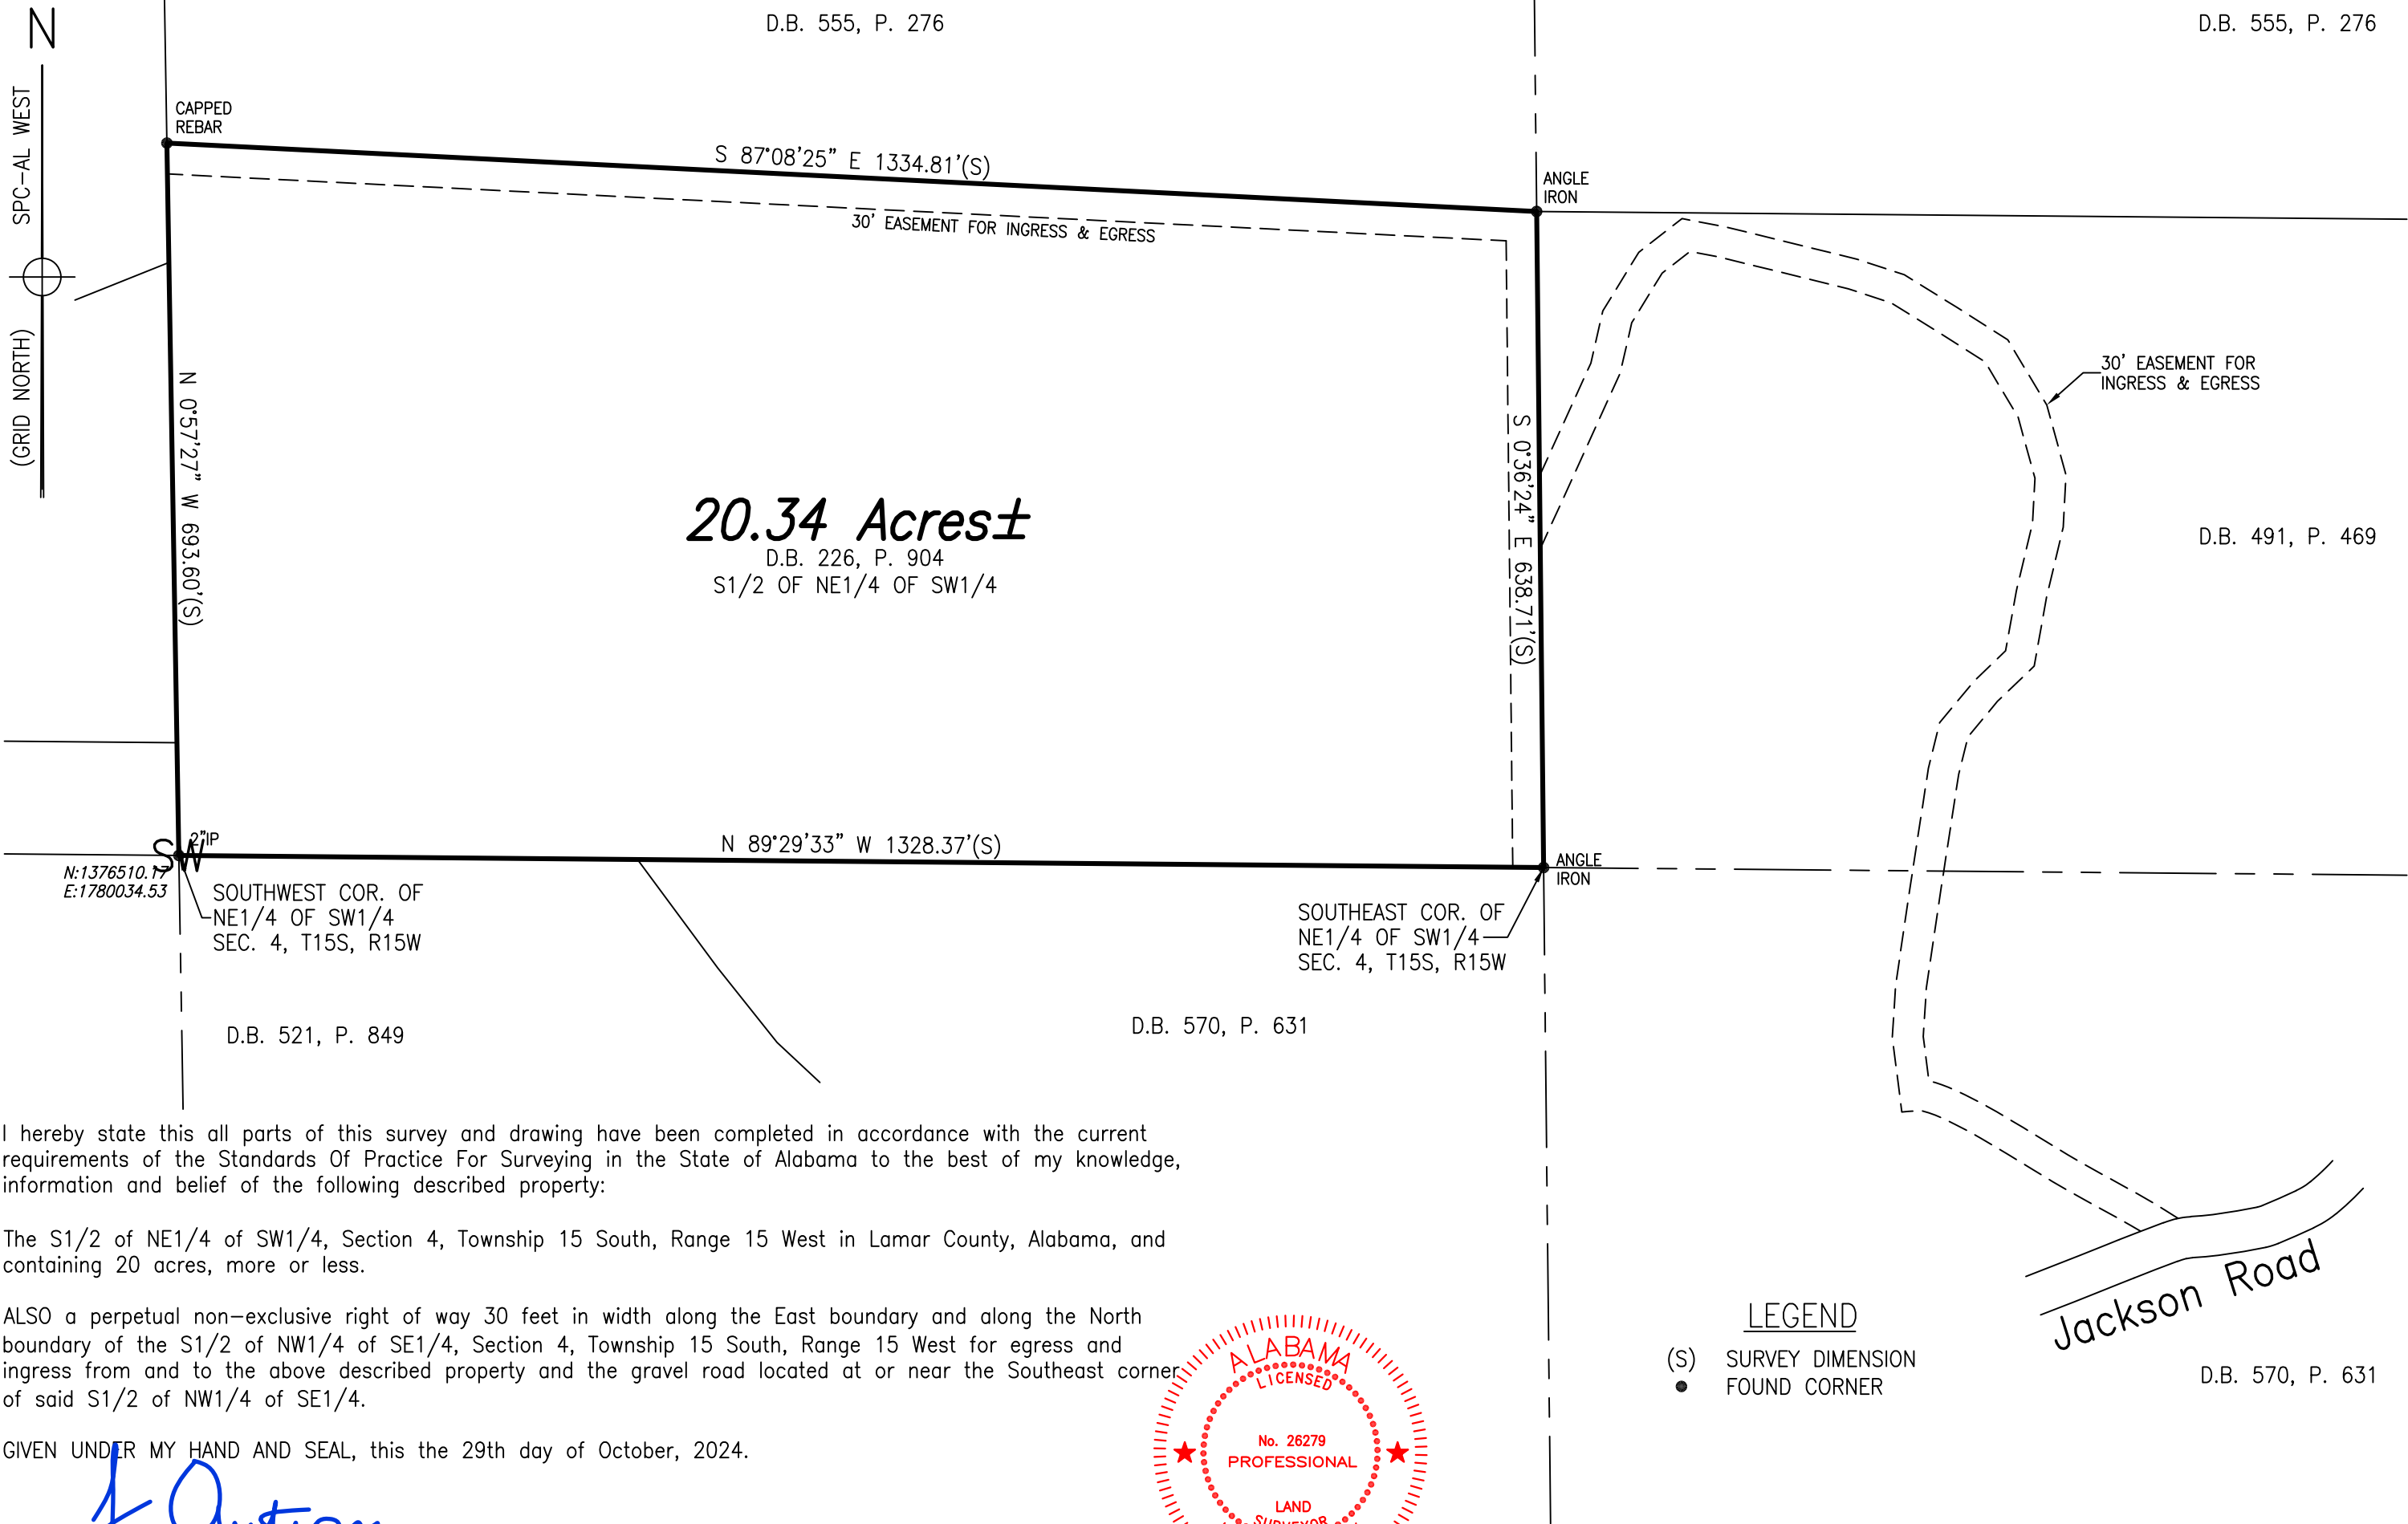 N
SPC-AL WEST
(GRID NORTH)
D.B. 555, P. 276
D.B. 555, P. 276
CAPPED
REBAR
S 87°08'25" E 1334.81'(S)
30' EASEMENT FOR INGRESS & EGRESS
ANGLE
IRON
30' EASEMENT FOR
INGRESS & EGRESS
N 0°57'27" W 693.60'(S)
S 0°36'24" E 638.71'(S)
20.34 Acres±
D.B. 226, P. 904
S1/2 OF NE1/4 OF SW1/4
D.B. 491, P. 469
2"IP
SW
N:1376510.17
E:1780034.53
N 89°29'33" W 1328.37'(S)
ANGLE
IRON
SOUTHWEST COR. OF
NE1/4 OF SW1/4
SEC. 4, T15S, R15W
SOUTHEAST COR. OF
NE1/4 OF SW1/4
SEC. 4, T15S, R15W
D.B. 521, P. 849
D.B. 570, P. 631
I hereby state this all parts of this survey and drawing have been completed in accordance with the current
requirements of the Standards Of Practice For Surveying in the State of Alabama to the best of my knowledge,
information and belief of the following described property:
The S1/2 of NE1/4 of SW1/4, Section 4, Township 15 South, Range 15 West in Lamar County, Alabama, and
containing 20 acres, more or less.
ALSO a perpetual non-exclusive right of way 30 feet in width along the East boundary and along the North
boundary of the S1/2 of NW1/4 of SE1/4, Section 4, Township 15 South, Range 15 West for egress and
ingress from and to the above described property and the gravel road located at or near the Southeast corner
of said S1/2 of NW1/4 of SE1/4.
GIVEN UNDER MY HAND AND SEAL, this the 29th day of October, 2024.
ALABAMA
LICENSED
No. 26279
PROFESSIONAL
LAND
SURVEYOR
LEGEND
(S) SURVEY DIMENSION
● FOUND CORNER
Jackson Road
D.B. 570, P. 631